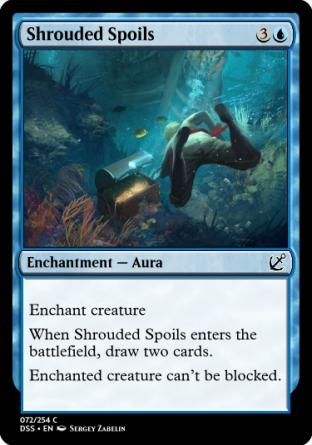 Shrouded Spoils 3
Enchantment — Aura
Enchant creature
When Shrouded Spoils enters the
battlefield, draw two cards.
Enchanted creature can't be blocked.
072/254 C
DSS • EN Sergey Zabelin